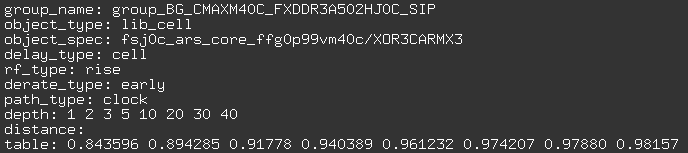 group_name: group_BG_CMAXM40C_FXDDR3A502HJ0C_SIP
object_type: lib_cell
object_spec: fsj0c_ars_core_ffg0p99vm40c/XOR3CARMX3
delay_type: cell
rf_type: rise
derate_type: early
path_type: clock
depth: 1 2 3 5 10 20 30 40
distance:
table: 0.843596 0.894285 0.91778 0.940389 0.961232 0.974207 0.97880 0.98157